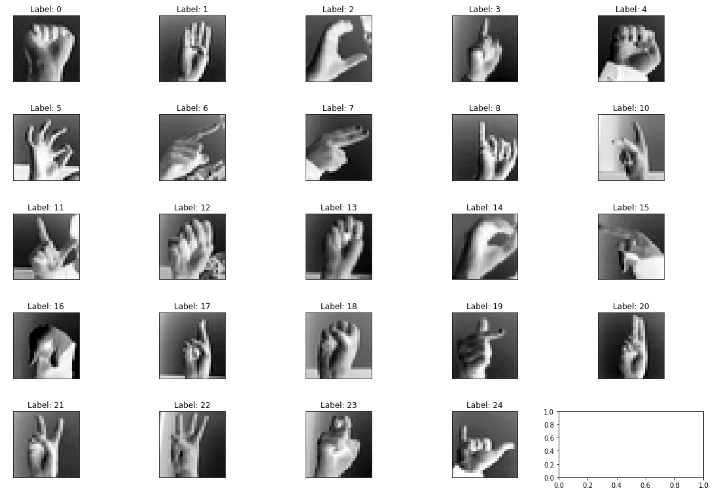 Label: 0 Label: 1 Label: 2 Label: 3 Label: 4
Label: 5 Label: 6 Label: 7 Label: 8 Label: 10
Label: 11 Label: 12 Label: 13 Label: 14 Label: 15
Label: 16 Label: 17 Label: 18 Label: 19 Label: 20
Label: 21 Label: 22 Label: 23 Label: 24
1.0
0.8
0.6
0.4
0.2
0.0
0.0 0.2 0.4 0.6 0.8 1.0